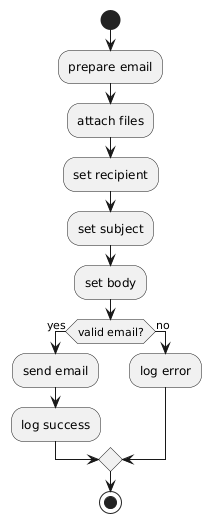 prepare email
attach files
set recipient
set subject
set body
valid email?
yes
no
send email
log error
log success